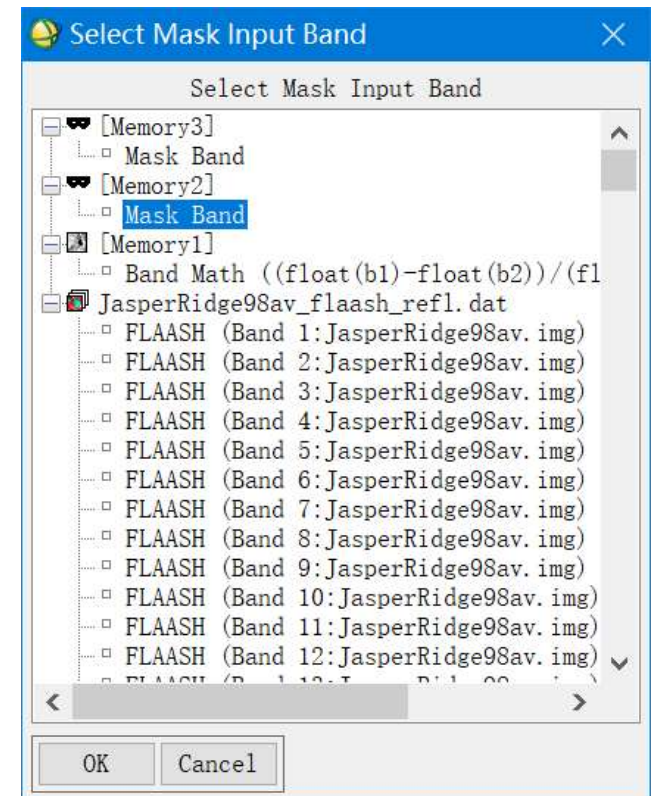 Select Mask Input Band
Select Mask Input Band
[Memory3]
Mask Band
[Memory2]
Mask Band
[Memory1]
Band Math ((float(b1)-float(b2))/(fl
JasperRidge98av_flaash_refl.dat
FLAASH (Band 1:JasperRidge98av.img)
FLAASH (Band 2:JasperRidge98av.img)
FLAASH (Band 3:JasperRidge98av.img)
FLAASH (Band 4:JasperRidge98av.img)
FLAASH (Band 5:JasperRidge98av.img)
FLAASH (Band 6:JasperRidge98av.img)
FLAASH (Band 7:JasperRidge98av.img)
FLAASH (Band 8:JasperRidge98av.img)
FLAASH (Band 9:JasperRidge98av.img)
FLAASH (Band 10:JasperRidge98av.img)
FLAASH (Band 11:JasperRidge98av.img)
FLAASH (Band 12:JasperRidge98av.img)
OK Cancel